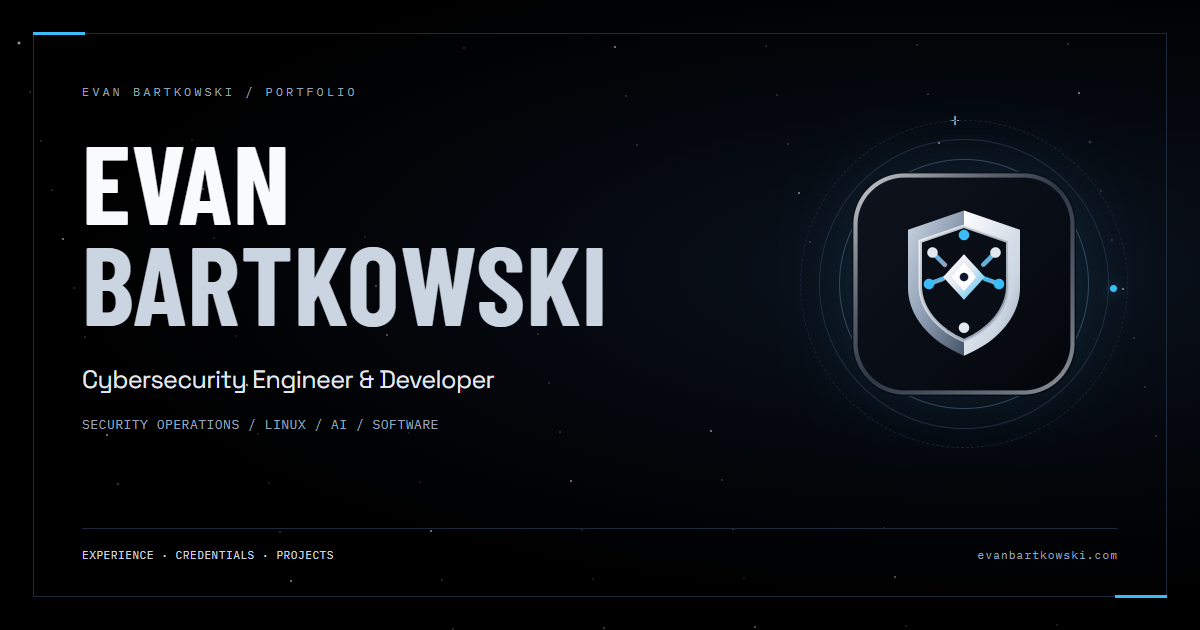 EVAN BARTKOWSKI / PORTFOLIO
EVAN
BARTKOWSKI
Cybersecurity Engineer & Developer
SECURITY OPERATIONS / LINUX / AI / SOFTWARE
EXPERIENCE · CREDENTIALS · PROJECTS
evanbartkowski.com